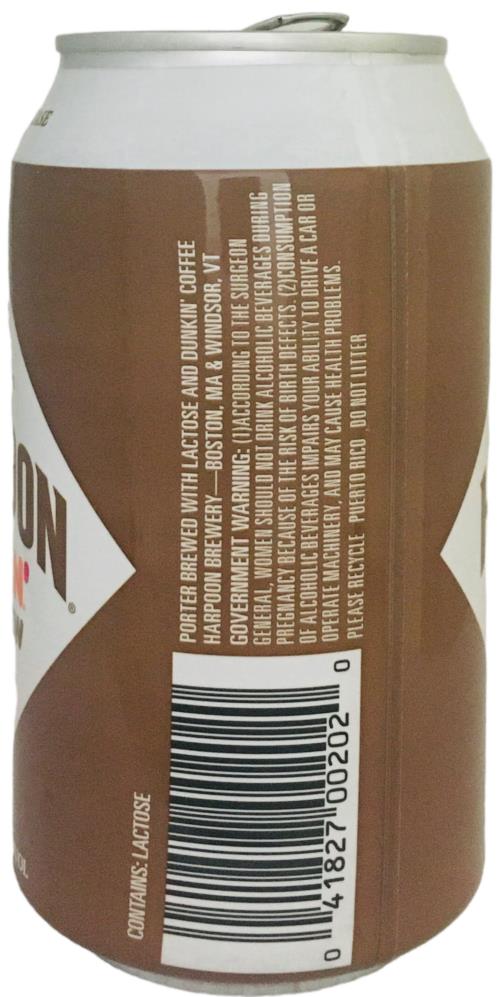 PORTER BREWED WITH LACTOSE AND DUNKIN' COFFEE
HARPOON BREWERY—BOSTON, MA & WINDSOR, VT
GOVERNMENT WARNING: (1)ACCORDING TO THE SURGEON
GENERAL, WOMEN SHOULD NOT DRINK ALCOHOLIC BEVERAGES DURING
PREGNANCY BECAUSE OF THE RISK OF BIRTH DEFECTS. (2)CONSUMPTION
OF ALCOHOLIC BEVERAGES IMPAIRS YOUR ABILITY TO DRIVE A CAR OR
OPERATE MACHINERY, AND MAY CAUSE HEALTH PROBLEMS.
PLEASE RECYCLE PUERTO RICO DO NOT LITTER
CONTAINS: LACTOSE
0 41827 00202 0
OON®
N'